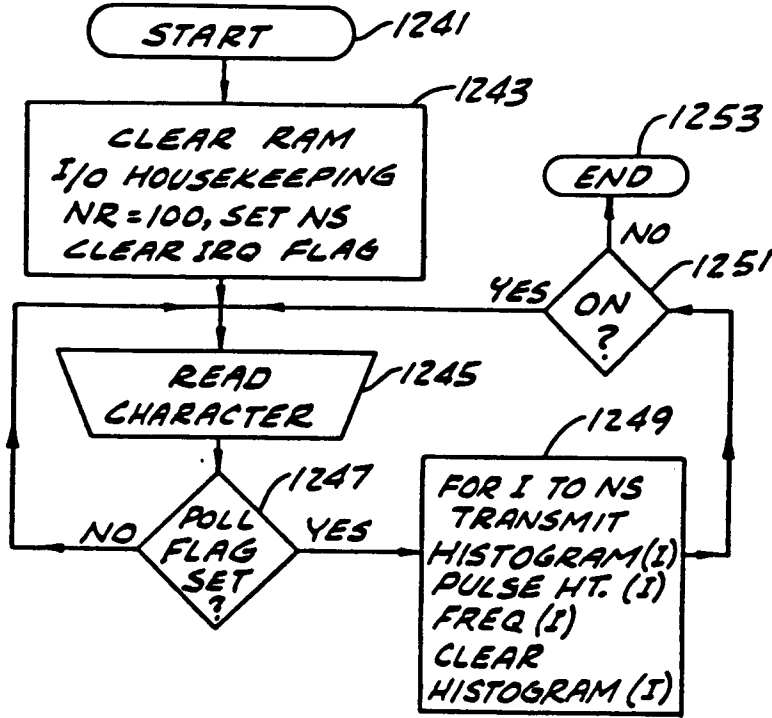 START
1241
1243
CLEAR RAM
I/O HOUSEKEEPING
NR=100, SET NS
CLEAR IRQ FLAG
1253
END
NO
1251
ON
?
YES
READ
CHARACTER
1245
1247
POLL
FLAG
SET
?
NO
YES
1249
FOR I TO NS
TRANSMIT
HISTOGRAM(I)
PULSE HT. (I)
FREQ (I)
CLEAR
HISTOGRAM(I)